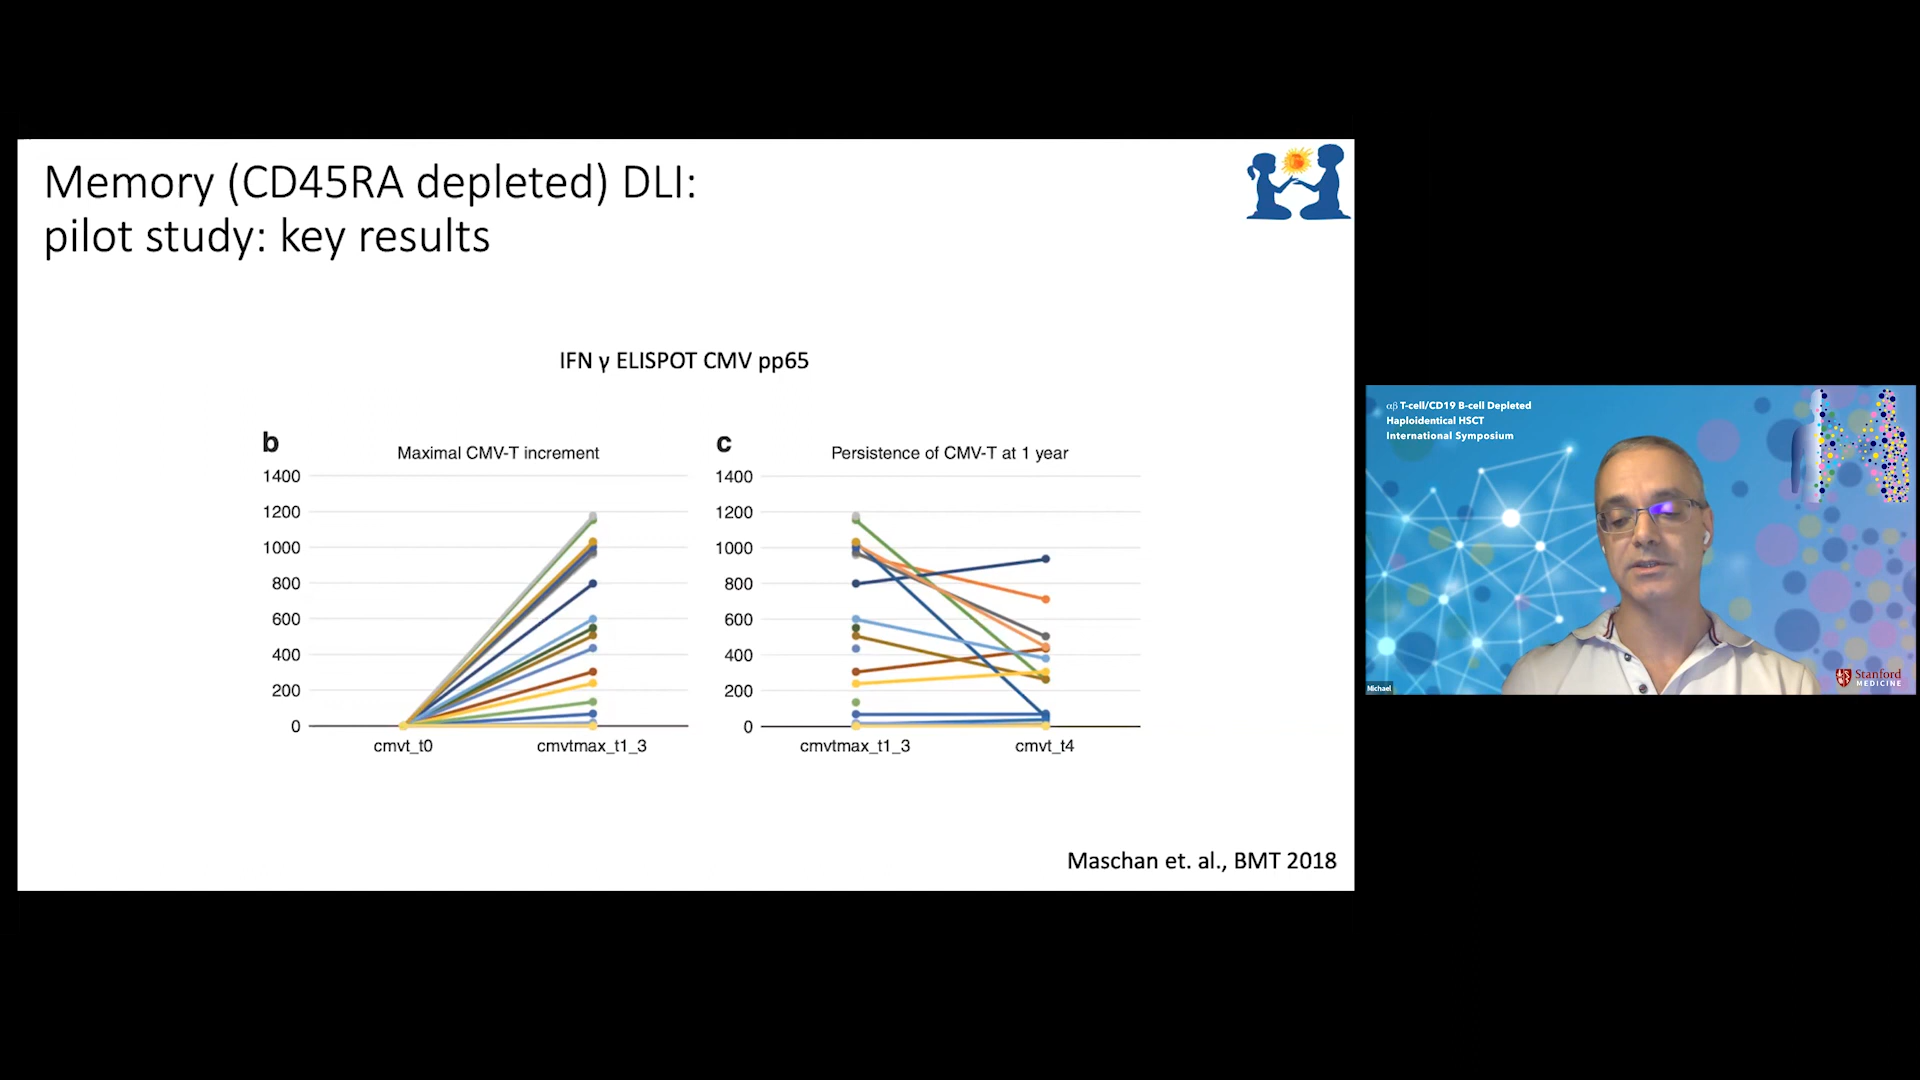 Memory (CD45RA depleted) DLI:
pilot study: key results
IFN γ ELISPOT CMV pp65
b
Maximal CMV-T increment
1400
1200
1000
800
600
400
200
0
cmvt_t0
cmvtmax_t1_3
c
Persistence of CMV-T at 1 year
1400
1200
1000
800
600
400
200
0
cmvtmax_t1_3
cmvt_t4
Maschan et. al., BMT 2018
αβ T-cell/CD19 B-cell Depleted
Haploidentical HSCT
International Symposium
Michael
Stanford
MEDICINE